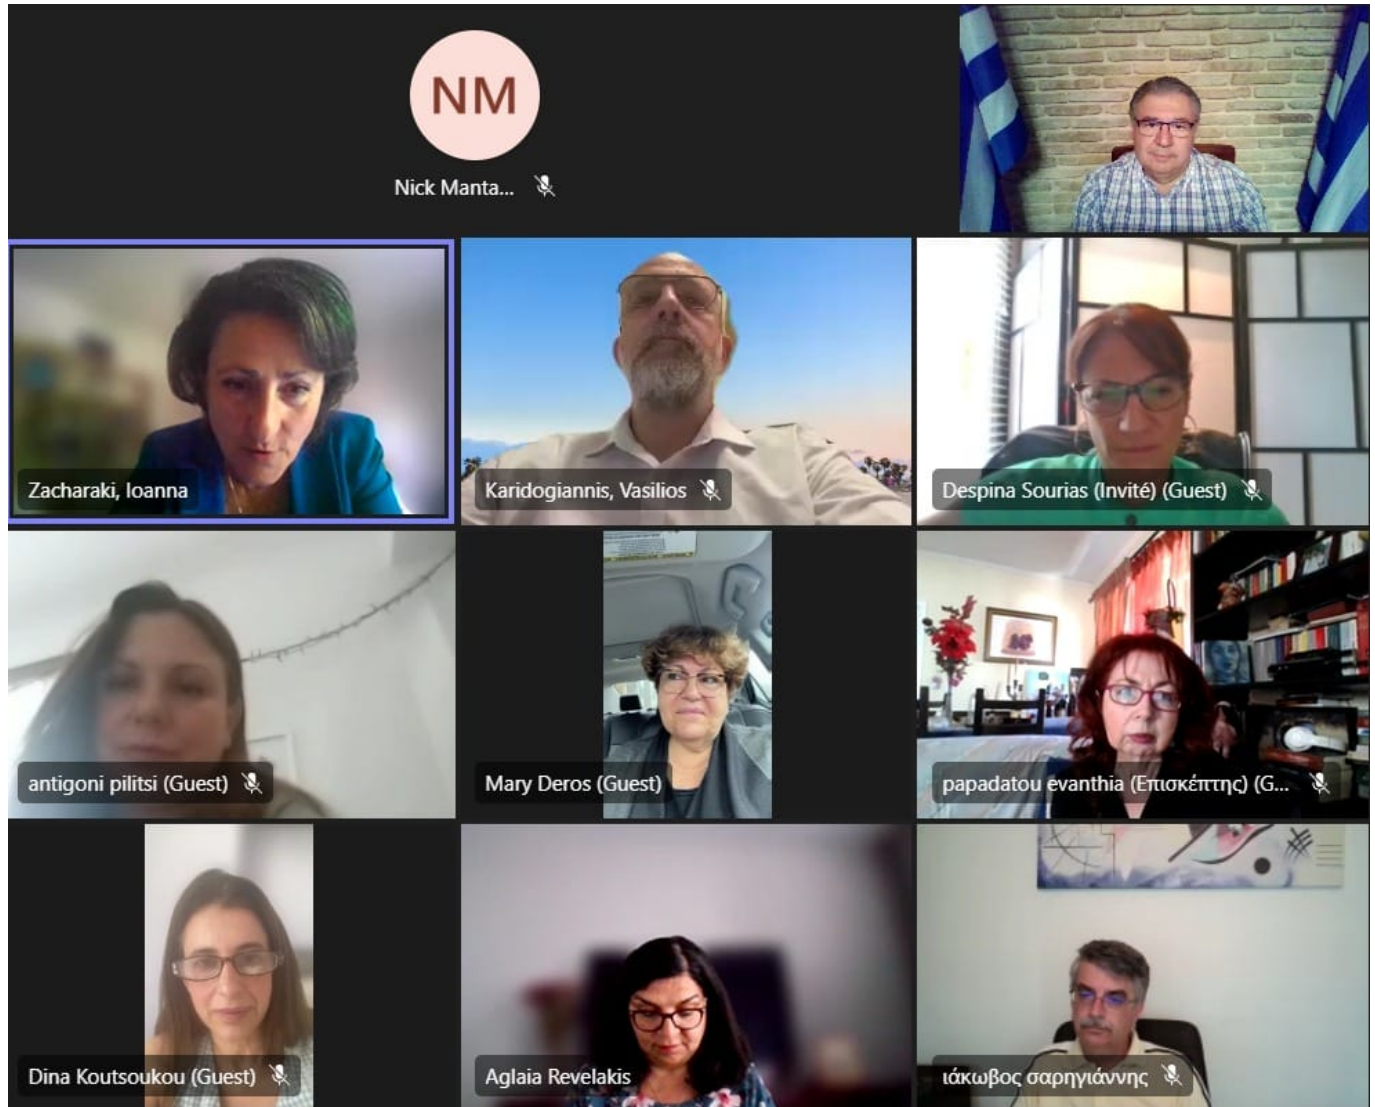 NM
Nick Manta...
Zacharaki, Ioanna
Karidogiannis, Vasilios
Despina Sourias (Invité) (Guest)
antigoni pilitsi (Guest)
Mary Deros (Guest)
papadatou evanthia (Επισκέπτης) (G...
Dina Koutsoukou (Guest)
Aglaia Revelakis
ιάκωβος σαρηγιάννης